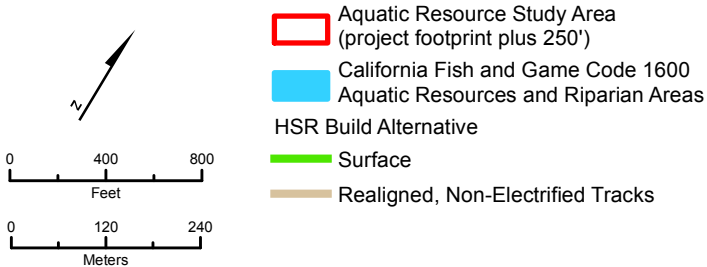 Z
0 400 800
Feet
0 120 240
Meters
Aquatic Resource Study Area
(project footprint plus 250')
California Fish and Game Code 1600
Aquatic Resources and Riparian Areas
HSR Build Alternative
Surface
Realigned, Non-Electrified Tracks